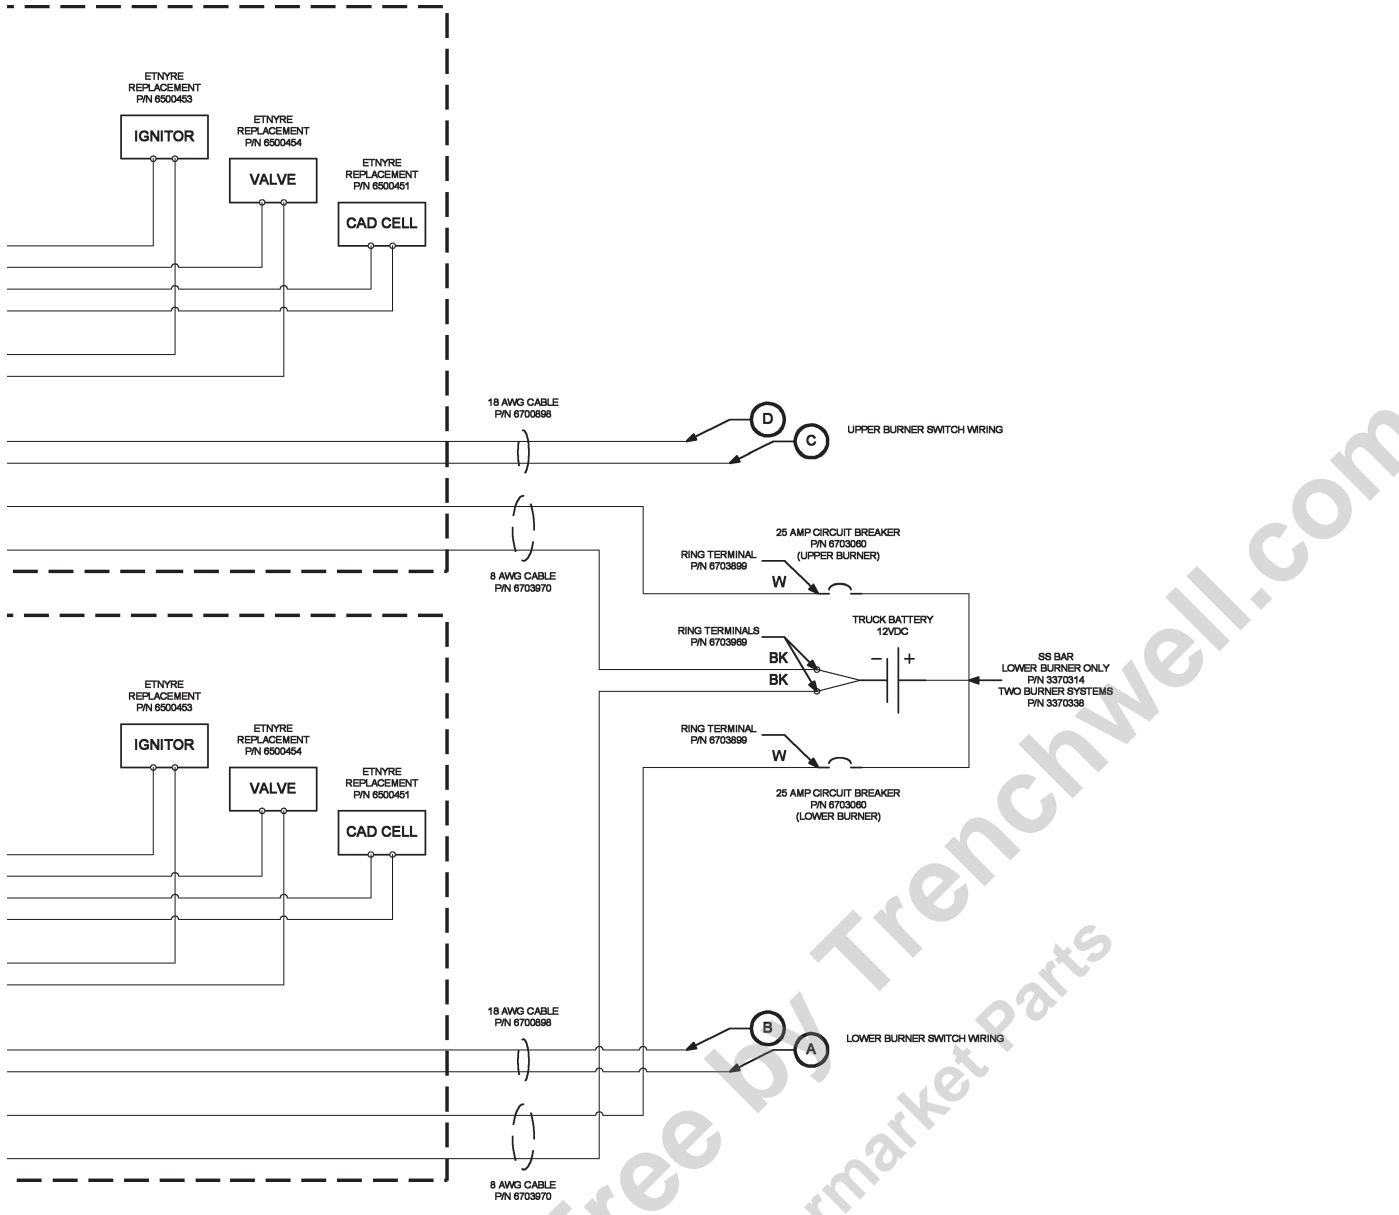 ETNYRE
REPLACEMENT
P/N 6500453
IGNITOR
ETNYRE
REPLACEMENT
P/N 6500454
VALVE
ETNYRE
REPLACEMENT
P/N 6500451
CAD CELL
18 AWG CABLE
P/N 6700898
D
C
UPPER BURNER SWITCH WIRING
8 AWG CABLE
P/N 6703970
25 AMP CIRCUIT BREAKER
P/N 6703060
(UPPER BURNER)
RING TERMINAL
P/N 6703899
W
TRUCK BATTERY
12VDC
RING TERMINALS
P/N 6703969
BK
BK
− +
SS BAR
LOWER BURNER ONLY
P/N 3370314
TWO BURNER SYSTEMS
P/N 3370338
RING TERMINAL
P/N 6703899
W
25 AMP CIRCUIT BREAKER
P/N 6703060
(LOWER BURNER)
ETNYRE
REPLACEMENT
P/N 6500453
IGNITOR
ETNYRE
REPLACEMENT
P/N 6500454
VALVE
ETNYRE
REPLACEMENT
P/N 6500451
CAD CELL
18 AWG CABLE
P/N 6700898
B
A
LOWER BURNER SWITCH WIRING
8 AWG CABLE
P/N 6703970
ree by Trenchwell.com
rmarket Parts